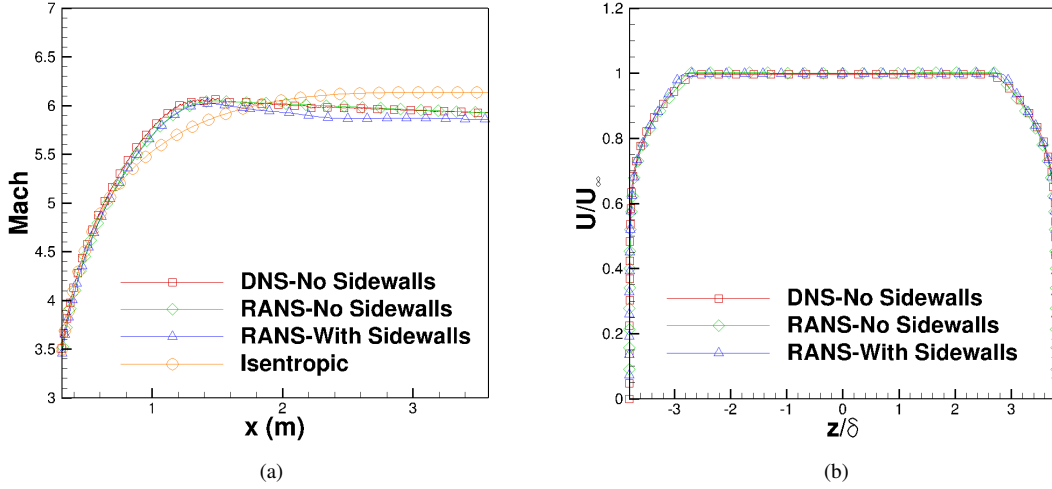 7
6.5
6
5.5
5
4.5
4
3.5
3
Mach
DNS-No Sidewalls
RANS-No Sidewalls
RANS-With Sidewalls
Isentropic
1 2 3
x (m)
(a)
1.2
1
0.8
0.6
0.4
0.2
0
U/U∞
DNS-No Sidewalls
RANS-No Sidewalls
RANS-With Sidewalls
-3 -2 -1 0 1 2 3
z/δ
(b)